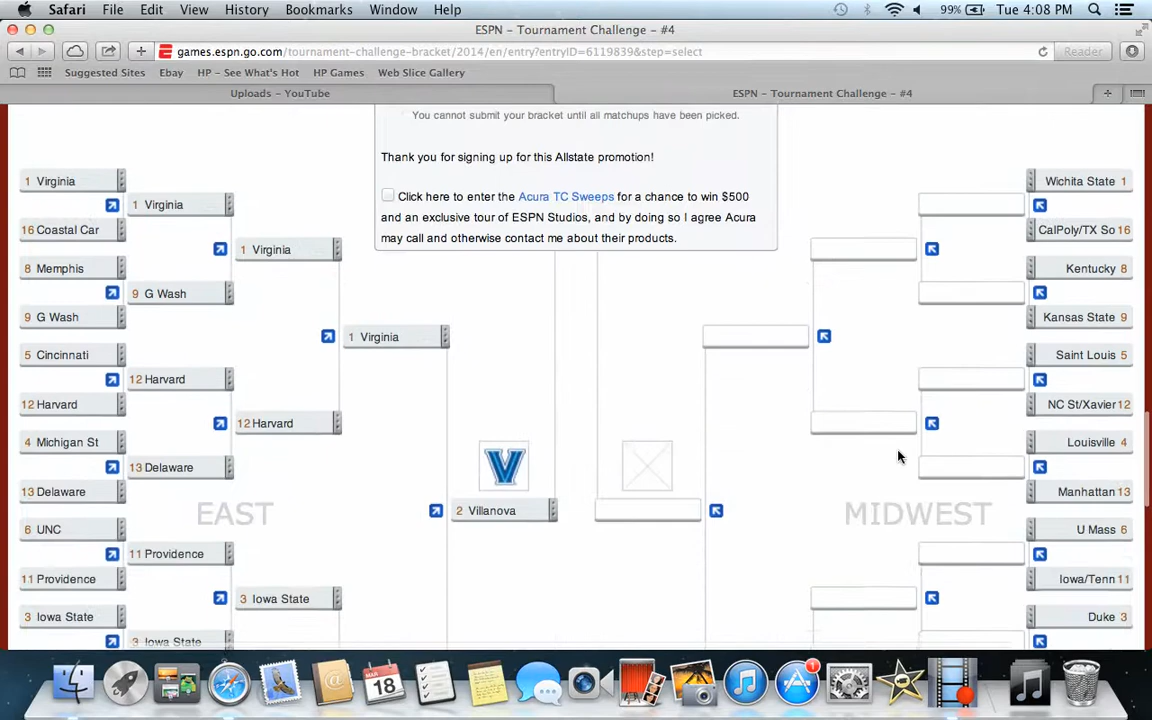 Safari File Edit View History Bookmarks Window Help 99% Tue 4:08 PM
ESPN - Tournament Challenge - #4
games.espn.go.com/tournament-challenge-bracket/2014/en/entry?entryID=6119839&step=select Reader
Suggested Sites Ebay HP - See What's Hot HP Games Web Slice Gallery
Uploads - YouTube ESPN - Tournament Challenge - #4
You cannot submit your bracket until all matchups have been picked.
Thank you for signing up for this Allstate promotion!
Click here to enter the Acura TC Sweeps for a chance to win $500
and an exclusive tour of ESPN Studios, and by doing so I agree Acura
may call and otherwise contact me about their products.
1 Virginia
16 Coastal Car
8 Memphis
9 G Wash
5 Cincinnati
12 Harvard
4 Michigan St
13 Delaware
6 UNC
11 Providence
3 Iowa State
1 Virginia
9 G Wash
12 Harvard
13 Delaware
11 Providence
3 Iowa State
1 Virginia
12 Harvard
3 Iowa State
1 Virginia
2 Villanova
EAST
MIDWEST
Wichita State 1
CalPoly/TX So 16
Kentucky 8
Kansas State 9
Saint Louis 5
NC St/Xavier 12
Louisville 4
Manhattan 13
U Mass 6
Iowa/Tenn 11
Duke 3
MAR
18
1